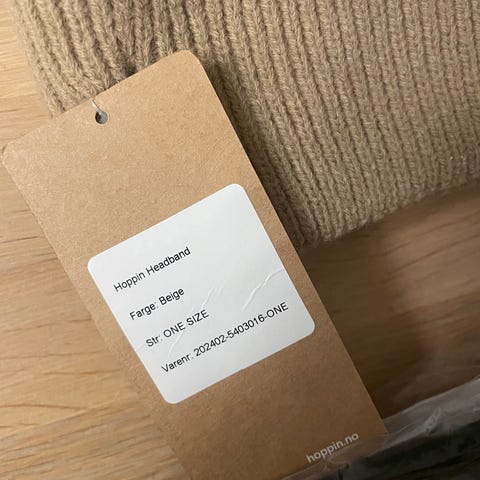 Hoppin Headband
Farge: Beige
Str: ONE SIZE
Varenr: 202402-5403016-ONE
hoppin.no